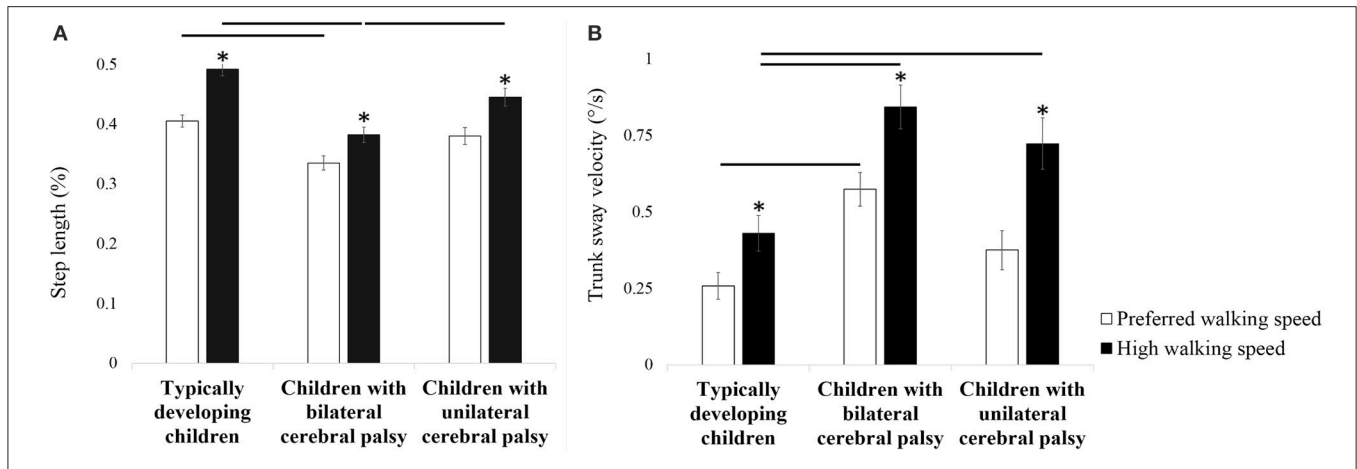 A
Step length (%)
0.5
0.4
0.3
0.2
0.1
0
*
*
*
Typically
developing
children
Children with
bilateral
cerebral palsy
Children with
unilateral
cerebral palsy
B
Trunk sway velocity (°/s)
1
0.75
0.5
0.25
0
*
*
*
Typically
developing
children
Children with
bilateral
cerebral palsy
Children with
unilateral
cerebral palsy
Preferred walking speed
High walking speed